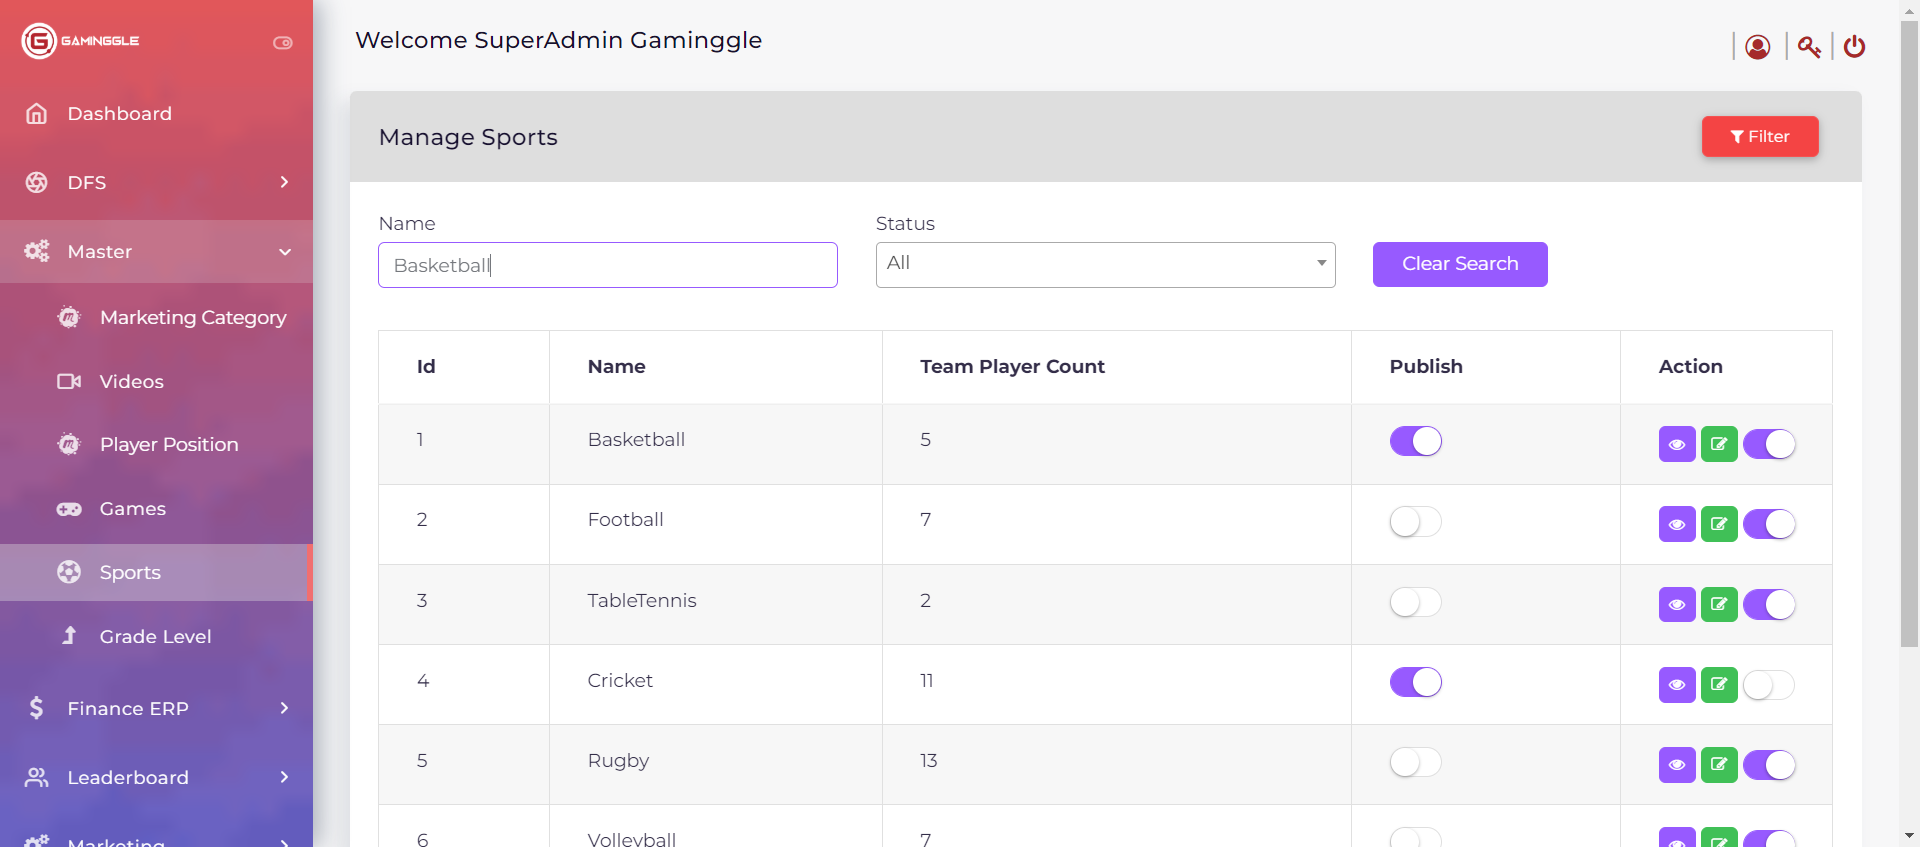 GAMINGGLE
Welcome SuperAdmin Gaminggle
Dashboard
DFS
Master
Marketing Category
Videos
Player Position
Games
Sports
Grade Level
Finance ERP
Leaderboard
Marketing
Manage Sports
Filter
Name
Status
Basketball
All
Clear Search
Id Name Team Player Count Publish Action
1 Basketball 5
2 Football 7
3 TableTennis 2
4 Cricket 11
5 Rugby 13
6 Volleyball 7